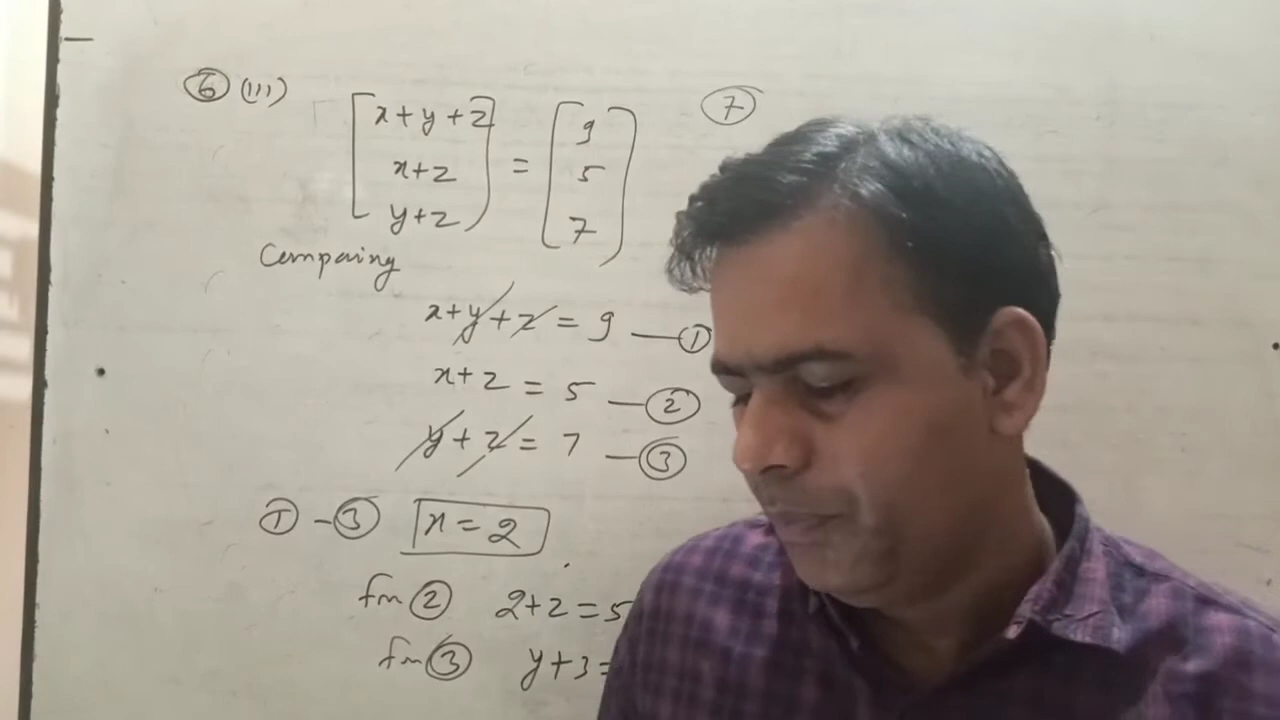 6 (iii)
[x+y+z
x+z
y+z] = [9
5
7]
7
Comparing
x+y+z = 9 — 1
x+z = 5 — 2
y+z = 7 — 3
1 - 3 x = 2
fm 2 2+z = 5
fm 3 y+3 =